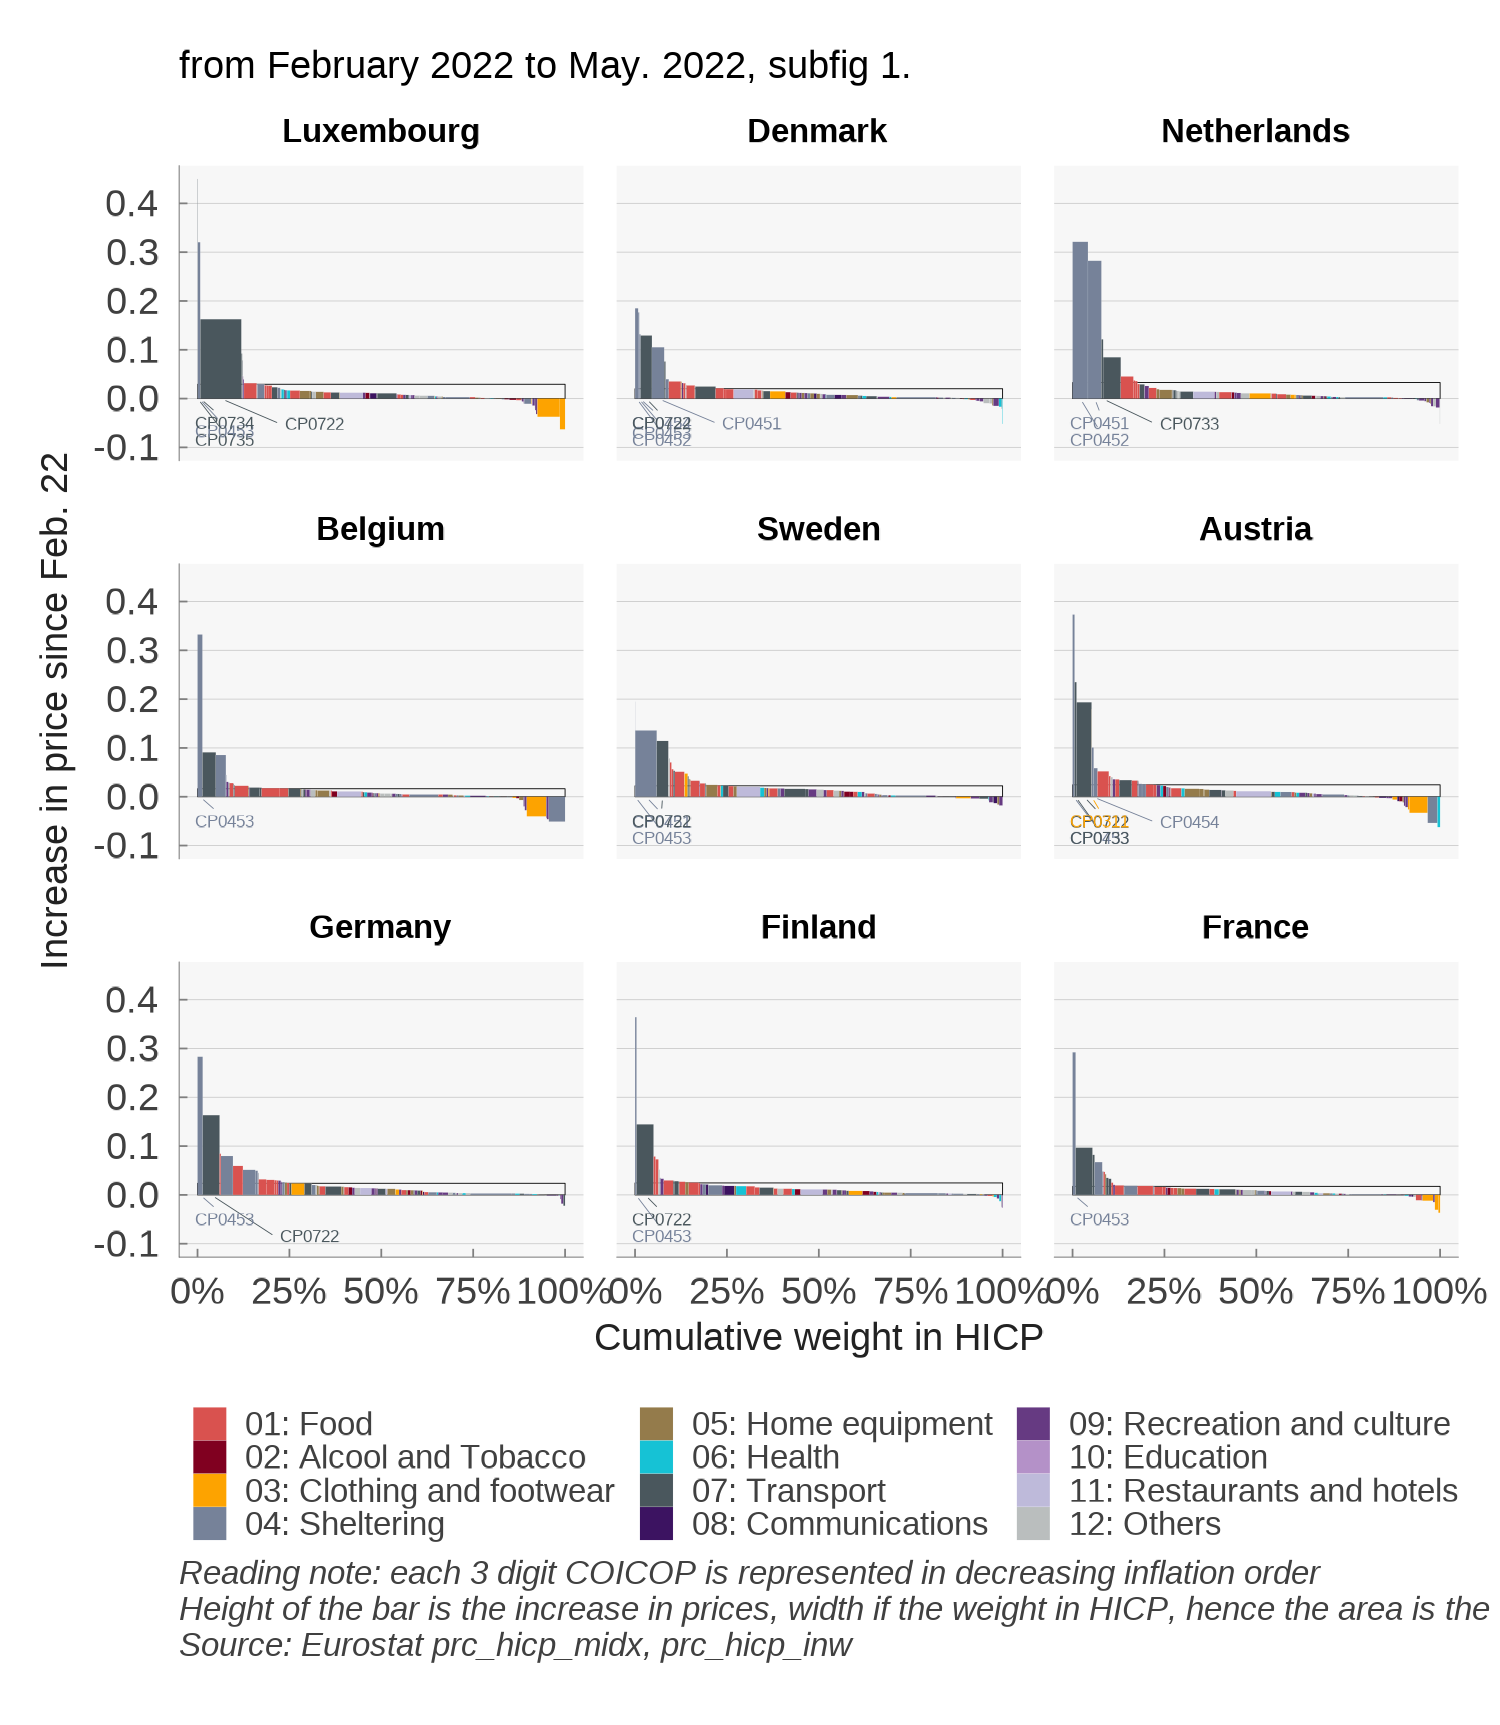 from February 2022 to May. 2022, subfig 1.
Luxembourg
Denmark
Netherlands
0.4
0.3
0.2
0.1
0.0
-0.1
CP0734
CP0453
CP0735
CP0722
CP0722
CP0453
CP0452
CP0451
CP0451
CP0452
CP0733
Belgium
Sweden
Austria
0.4
0.3
0.2
0.1
0.0
-0.1
CP0453
CP0453
CP0733
CP0454
Germany
Finland
France
0.4
0.3
0.2
0.1
0.0
-0.1
CP0453
CP0722
CP0722
CP0453
CP0453
0% 25% 50% 75% 100% 0% 25% 50% 75% 100% 0% 25% 50% 75% 100%
Increase in price since Feb. 22
Cumulative weight in HICP
01: Food
02: Alcool and Tobacco
03: Clothing and footwear
04: Sheltering
05: Home equipment
06: Health
07: Transport
08: Communications
09: Recreation and culture
10: Education
11: Restaurants and hotels
12: Others
Reading note: each 3 digit COICOP is represented in decreasing inflation order
Height of the bar is the increase in prices, width if the weight in HICP, hence the area is the
Source: Eurostat prc_hicp_midx, prc_hicp_inw